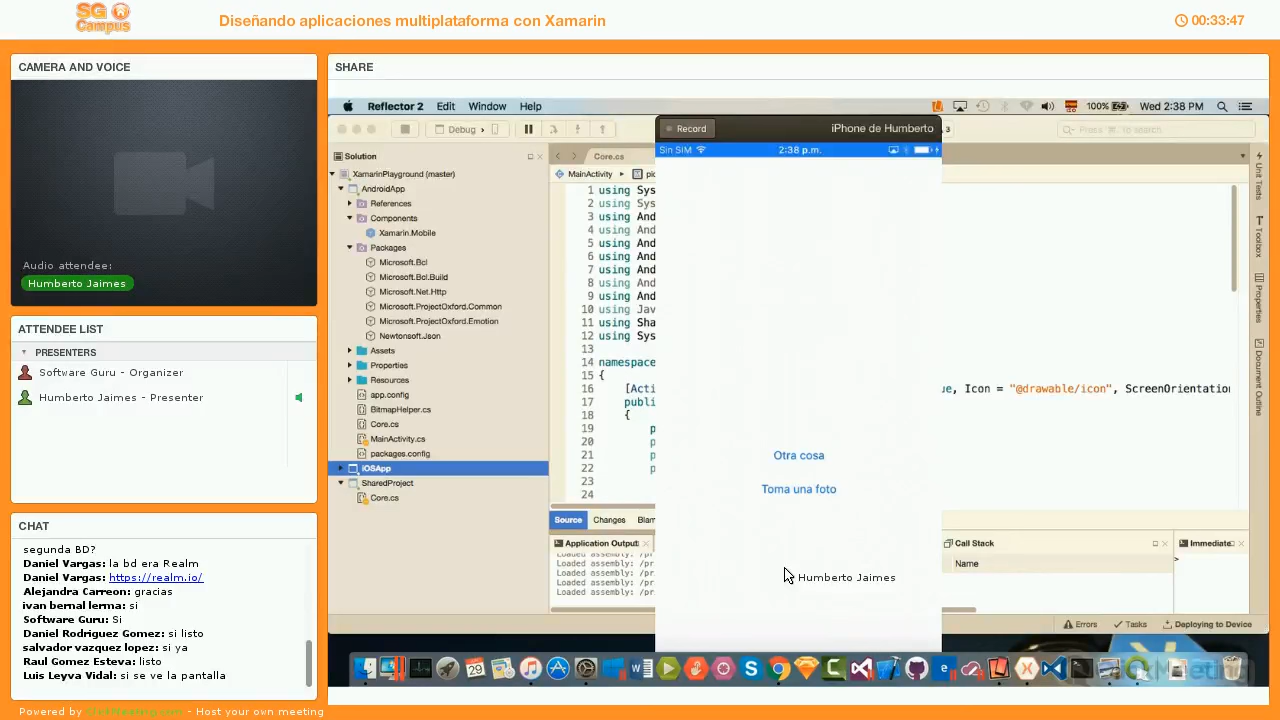 SG Campus
Diseñando aplicaciones multiplataforma con Xamarin
00:33:47
CAMERA AND VOICE
Audio attendee:
Humberto Jaimes
ATTENDEE LIST
PRESENTERS
Software Guru - Organizer
Humberto Jaimes - Presenter
CHAT
segunda BD?
Daniel Vargas: la bd era Realm
Daniel Vargas: https://realm.io/
Alejandra Carreon: gracias
ivan bernal lerma: si
Software Guru: Si
Daniel Rodriguez Gomez: si listo
salvador vazquez lopez: si ya
Raul Gomez Esteva: listo
Luis Leyva Vidal: si se ve la pantalla
SHARE
Reflector 2 Edit Window Help
100% Wed 2:38 PM
Debug
Press to search
Solution
XamarinPlayground (master)
AndroidApp
References
Components
Xamarin.Mobile
Packages
Microsoft.Bcl
Microsoft.Bcl.Build
Microsoft.Net.Http
Microsoft.ProjectOxford.Common
Microsoft.ProjectOxford.Emotion
Newtonsoft.Json
Assets
Properties
Resources
app.config
BitmapHelper.cs
Core.cs
MainActivity.cs
packages.config
iOSApp
SharedProject
Core.cs
Core.cs
MainActivity pic
1 using Sys
2 using Sys
3 using And
4 using And
5 using And
6 using And
7 using And
8 using And
9 using And
10 using Jav
11 using Sha
12 using Sys
13
14 namespace
15 {
16 [Acti ue, Icon = "@drawable/icon", ScreenOrientation
17 public
18 {
19 p
20 p
21 p
22 p
23
24
Record iPhone de Humberto
3
Sin SIM 2:38 p.m.
Otra cosa
Toma una foto
Humberto Jaimes
Source Changes Blam
Application Output
Loaded assembly: /pr
Loaded assembly: /pr
Loaded assembly: /pr
Loaded assembly: /pr
Call Stack
Name
Immediate
>
Unit Tests
Toolbox
Properties
Document Outline
Errors Tasks Deploying to Device
Powered by ClickMeeting.com - Host your own meeting